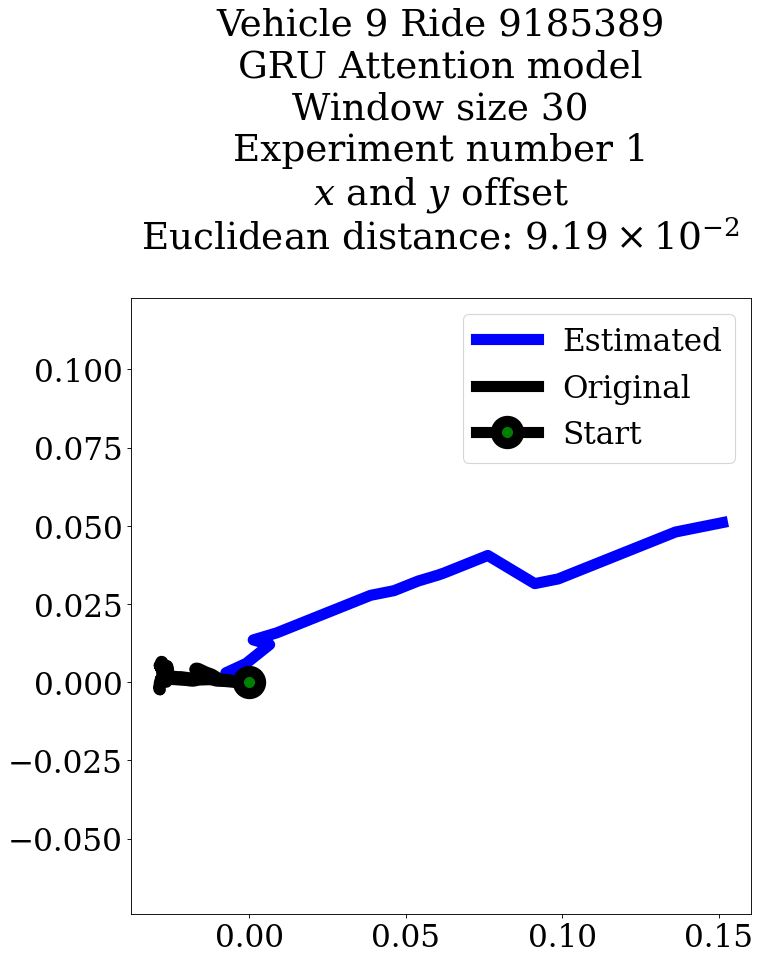 Vehicle 9 Ride 9185389
GRU Attention model
Window size 30
Experiment number 1
x and y offset
Euclidean distance: 9.19 × 10⁻²
Estimated
Original
Start
0.100
0.075
0.050
0.025
0.000
−0.025
−0.050
0.00
0.05
0.10
0.15